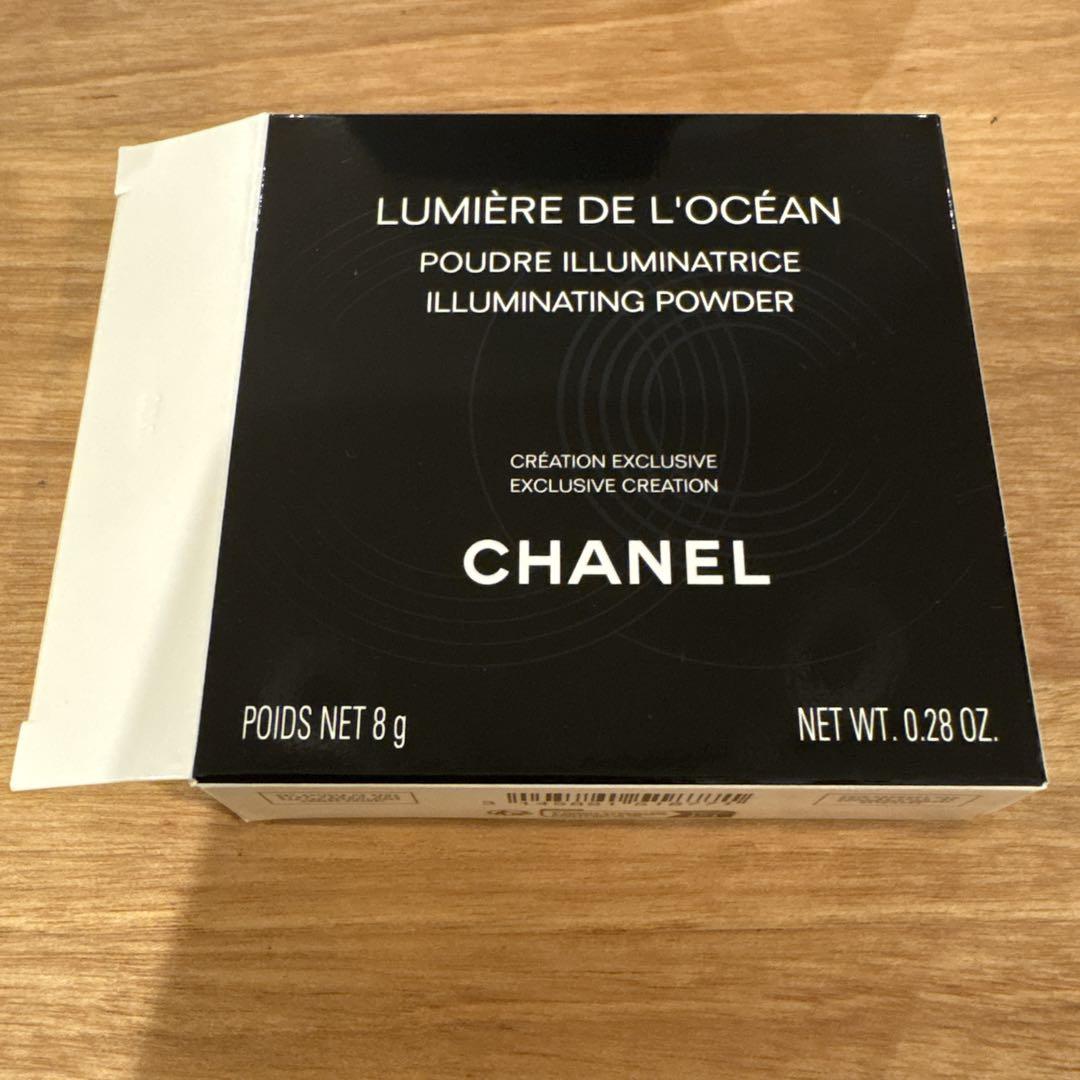 LUMIÈRE DE L'OCÉAN
POUDRE ILLUMINATRICE
ILLUMINATING POWDER
CRÉATION EXCLUSIVE
EXCLUSIVE CREATION
CHANEL
POIDS NET 8 g
NET WT. 0.28 OZ.